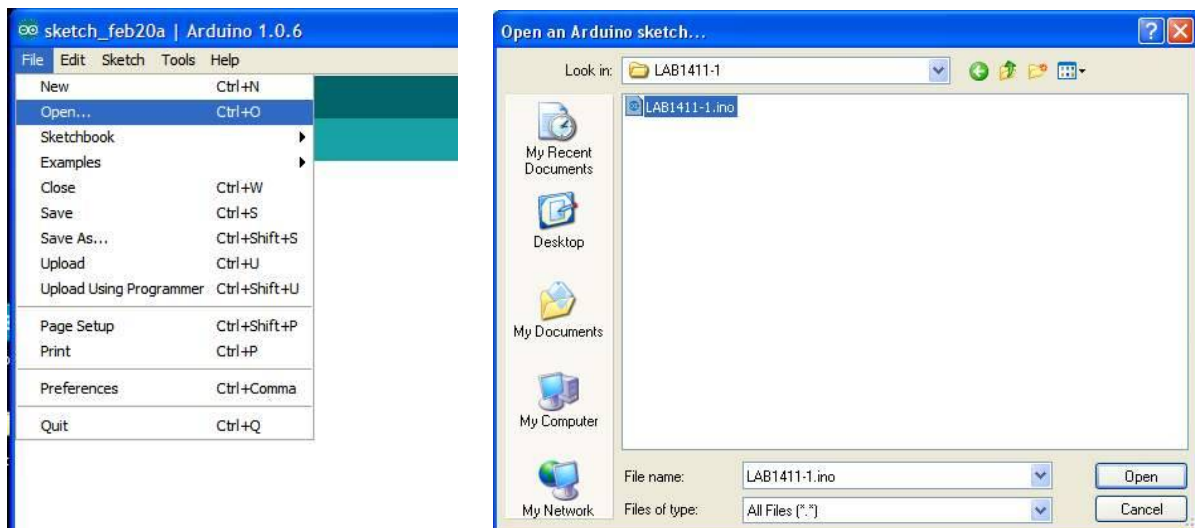 sketch_feb20a | Arduino 1.0.6
File Edit Sketch Tools Help
New Ctrl+N
Open... Ctrl+O
Sketchbook
Examples
Close Ctrl+W
Save Ctrl+S
Save As... Ctrl+Shift+S
Upload Ctrl+U
Upload Using Programmer Ctrl+Shift+U
Page Setup Ctrl+Shift+P
Print Ctrl+P
Preferences Ctrl+Comma
Quit Ctrl+Q
Open an Arduino sketch...
Look in: LAB1411-1
LAB1411-1.ino
My Recent
Documents
Desktop
My Documents
My Computer
My Network
File name: LAB1411-1.ino Open
Files of type: All Files (*.*) Cancel